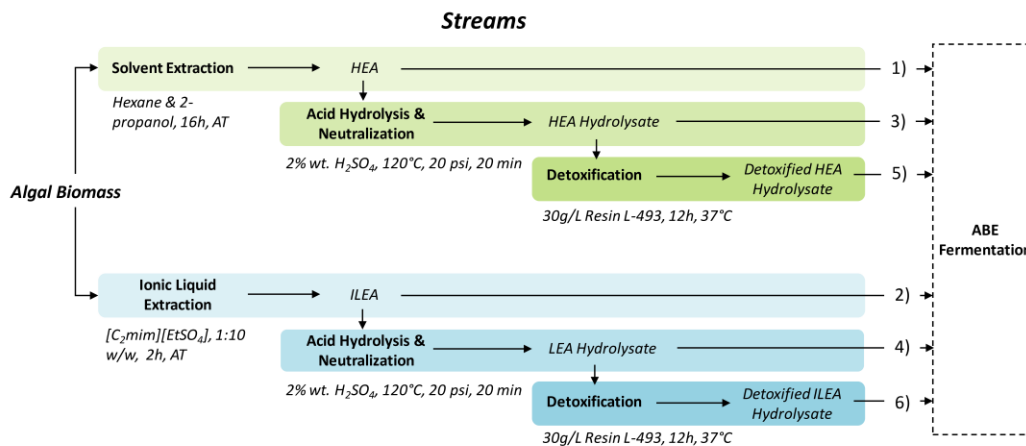 Streams
Solvent Extraction
HEA
1)
Hexane & 2-
propanol, 16h, AT
Acid Hydrolysis &
Neutralization
HEA Hydrolysate
3)
2% wt. H₂SO₄, 120°C, 20 psi, 20 min
Detoxification
Detoxified HEA
Hydrolysate
5)
30g/L Resin L-493, 12h, 37°C
Algal Biomass
ABE
Fermentation
Ionic Liquid
Extraction
ILEA
2)
[C₂mim][EtSO₄], 1:10
w/w, 2h, AT
Acid Hydrolysis &
Neutralization
LEA Hydrolysate
4)
2% wt. H₂SO₄, 120°C, 20 psi, 20 min
Detoxification
Detoxified ILEA
Hydrolysate
6)
30g/L Resin L-493, 12h, 37°C